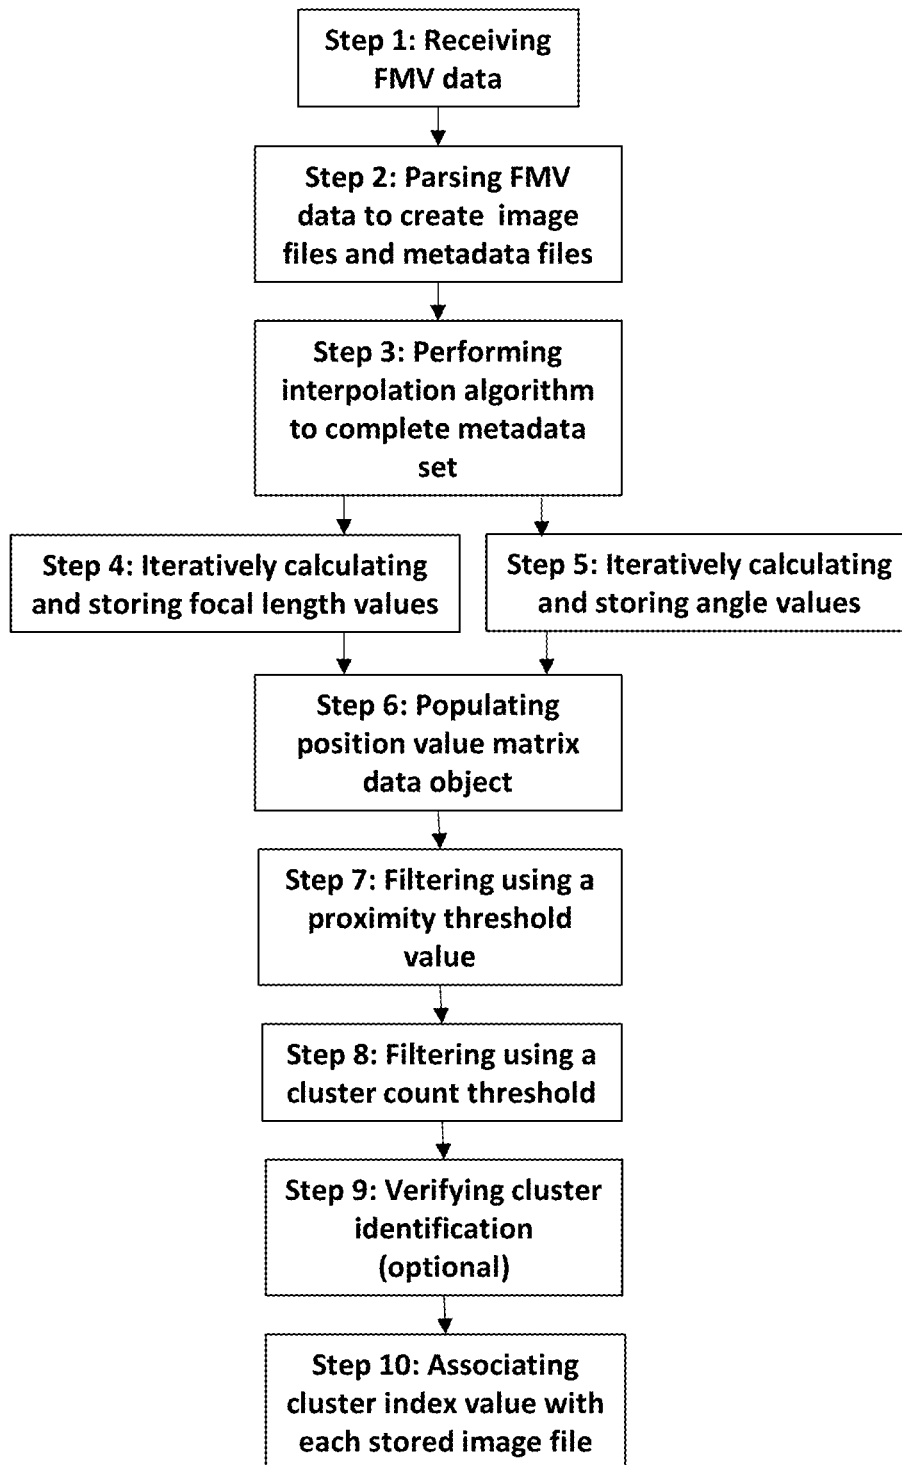 Step 1: Receiving
FMV data
Step 2: Parsing FMV
data to create image
files and metadata files
Step 3: Performing
interpolation algorithm
to complete metadata
set
Step 4: Iteratively calculating
and storing focal length values
Step 5: Iteratively calculating
and storing angle values
Step 6: Populating
position value matrix
data object
Step 7: Filtering using a
proximity threshold
value
Step 8: Filtering using a
cluster count threshold
Step 9: Verifying cluster
identification
(optional)
Step 10: Associating
cluster index value with
each stored image file